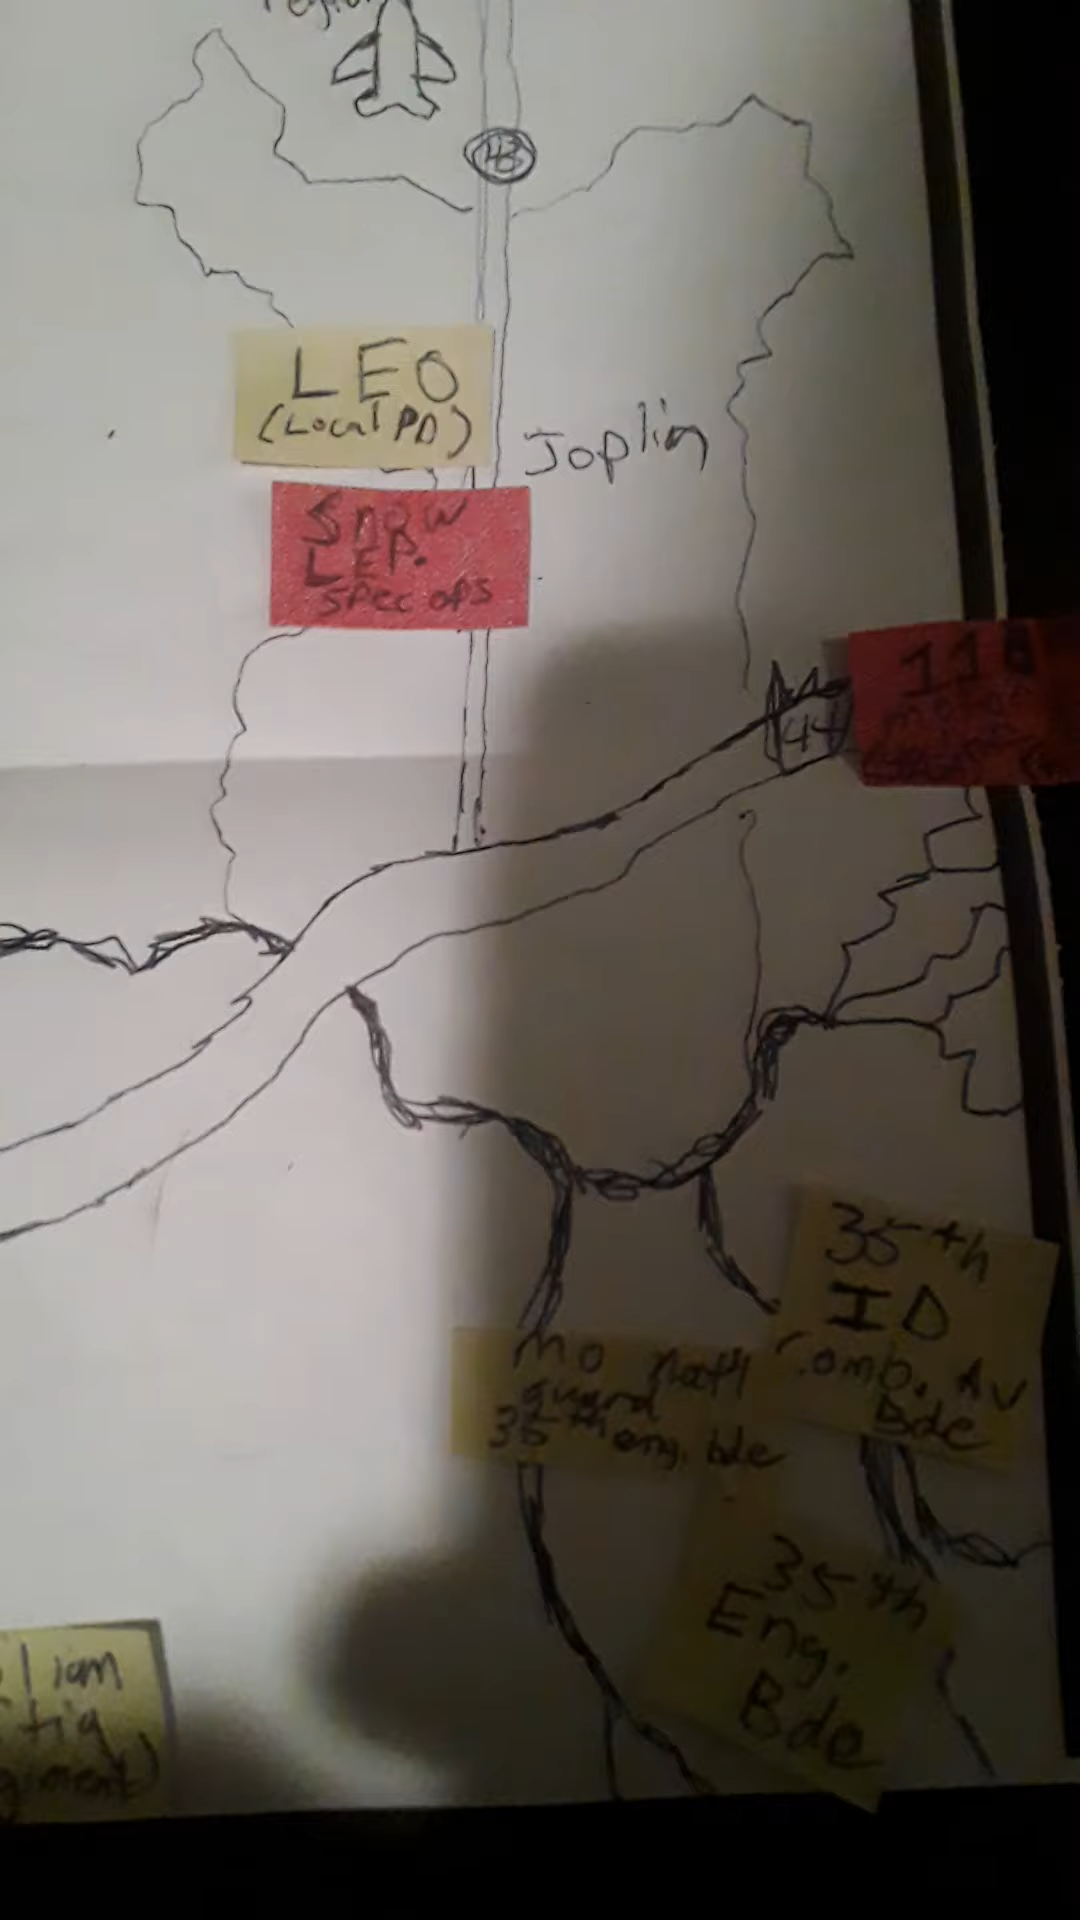 43
LEO
(Local PD)
Joplin
Snow
LEP.
spec ops
44
35th
ID
Comb. Av
Bde
Mo Natl
guard
35th eng. bde
35th
Eng.
Bde